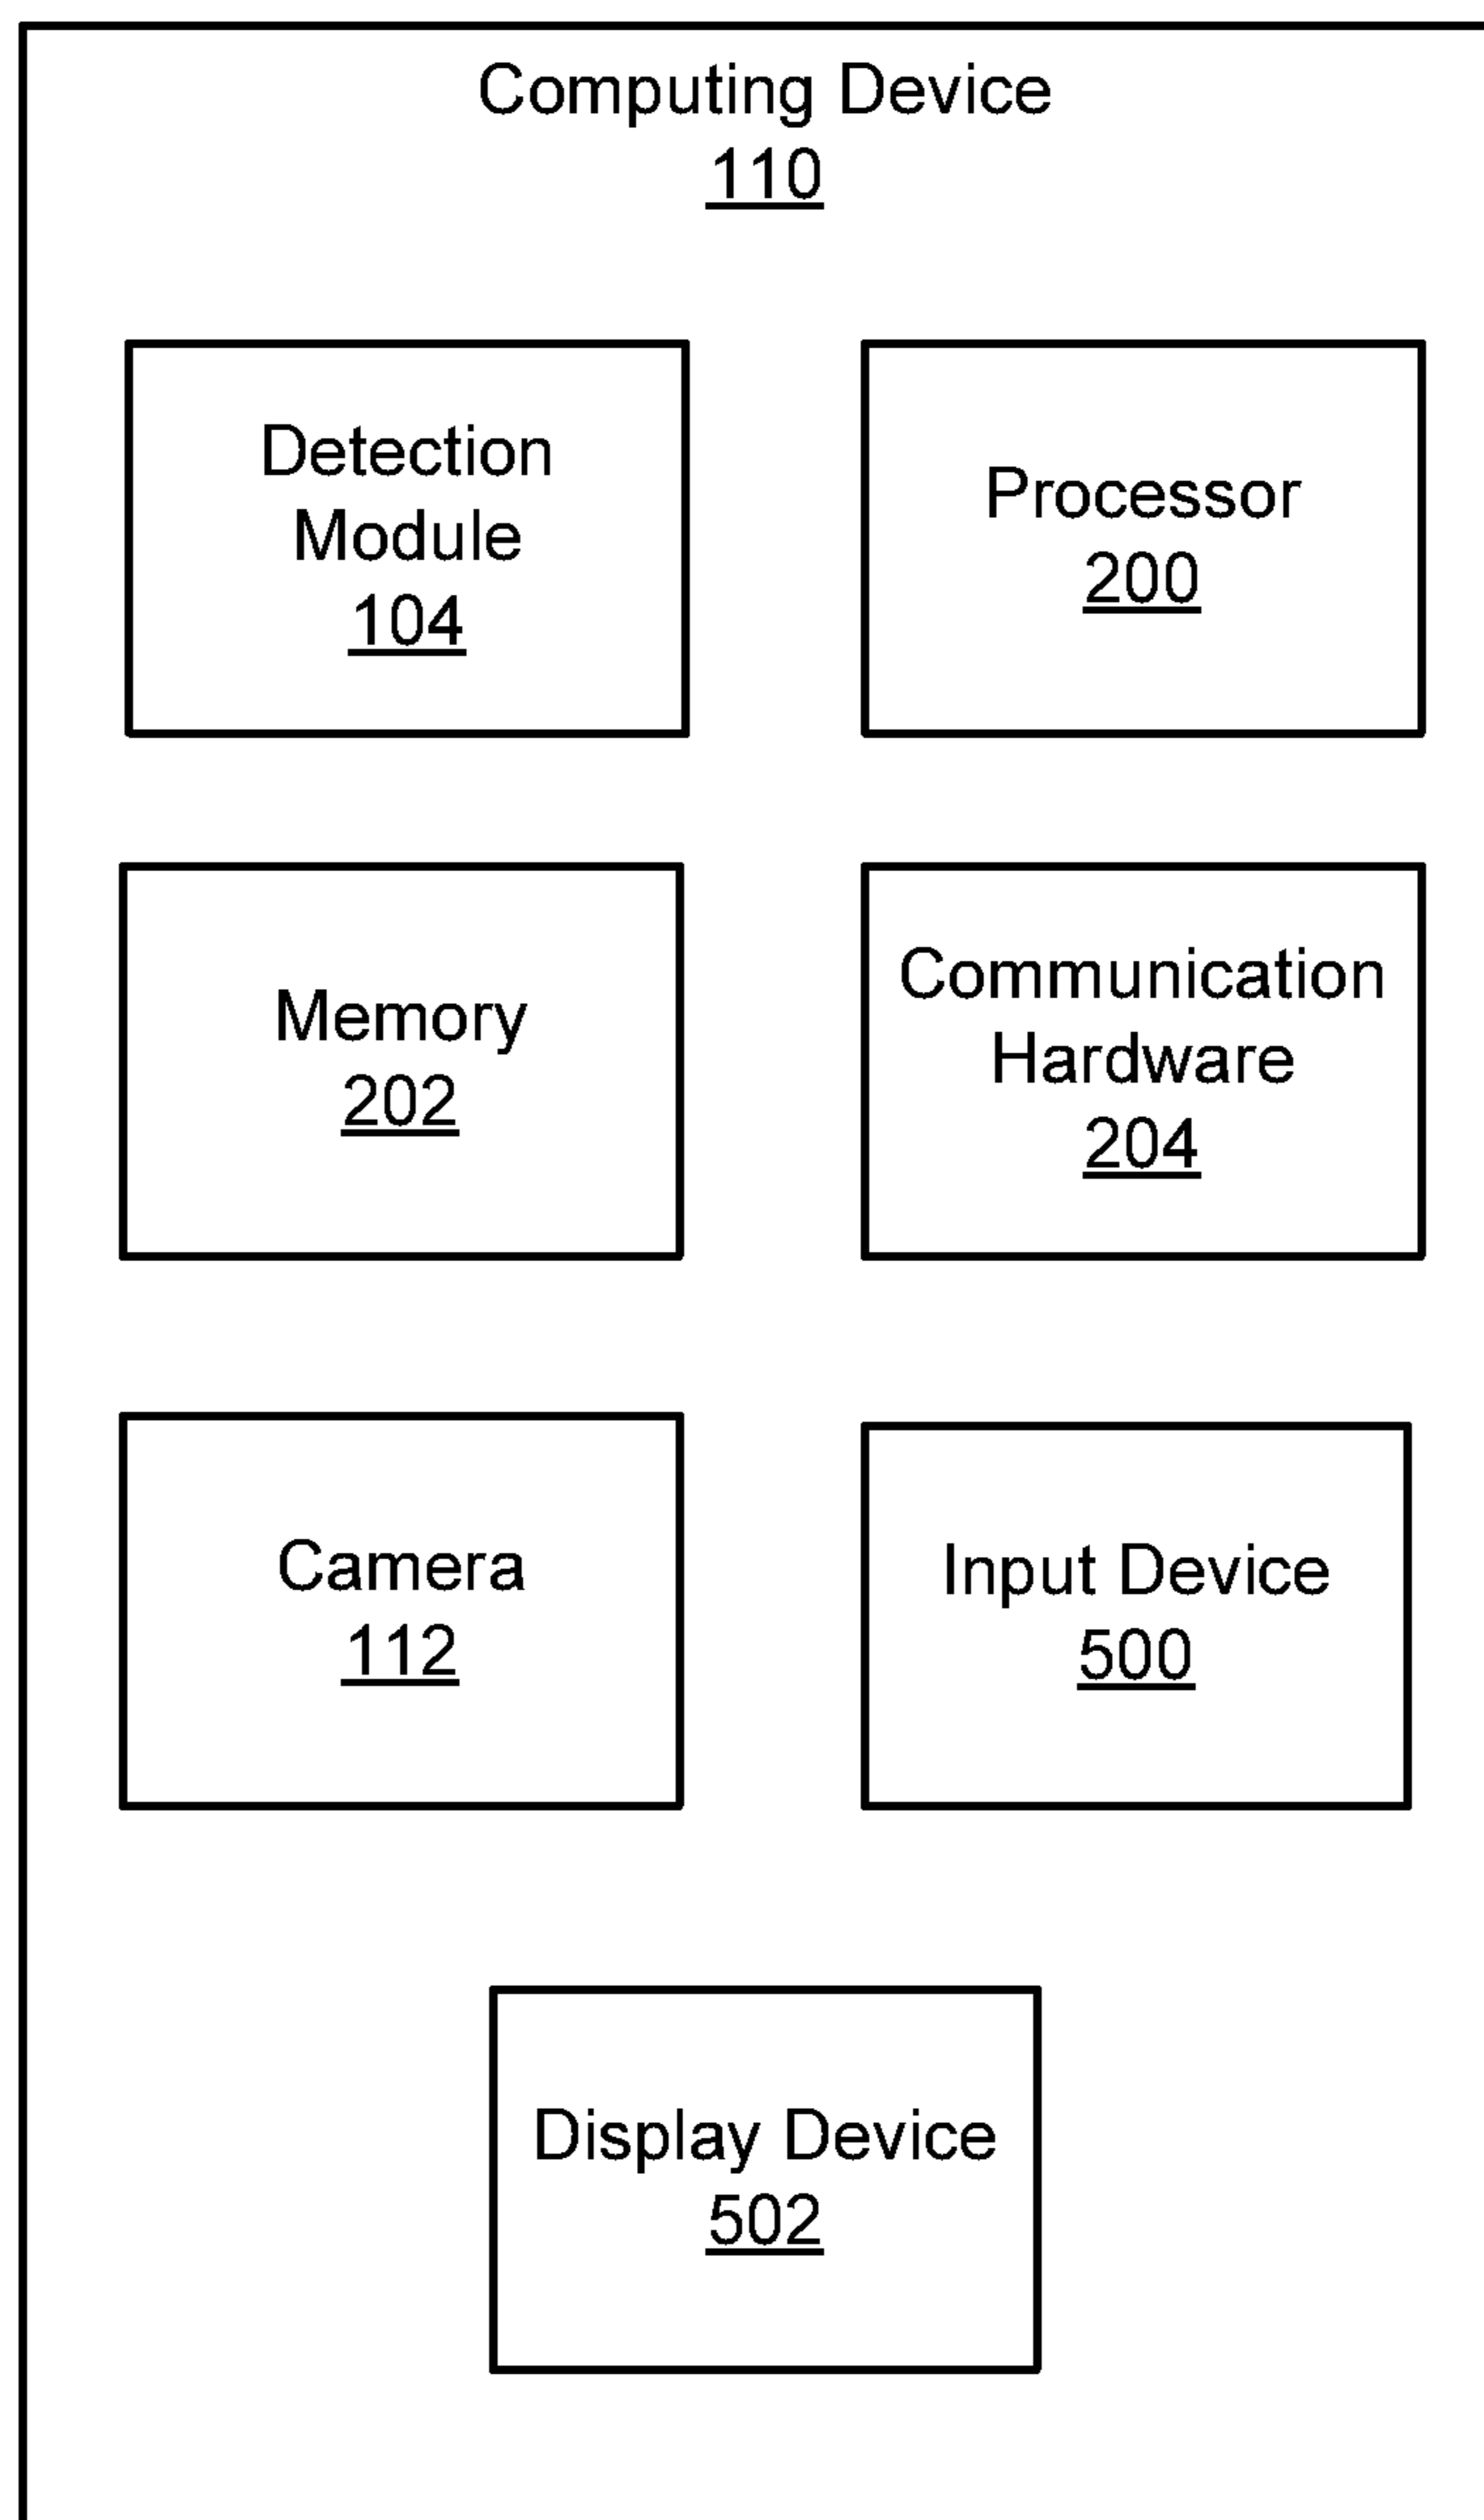 Computing Device
110
Detection
Module
104
Processor
200
Memory
202
Communication
Hardware
204
Camera
112
Input Device
500
Display Device
502